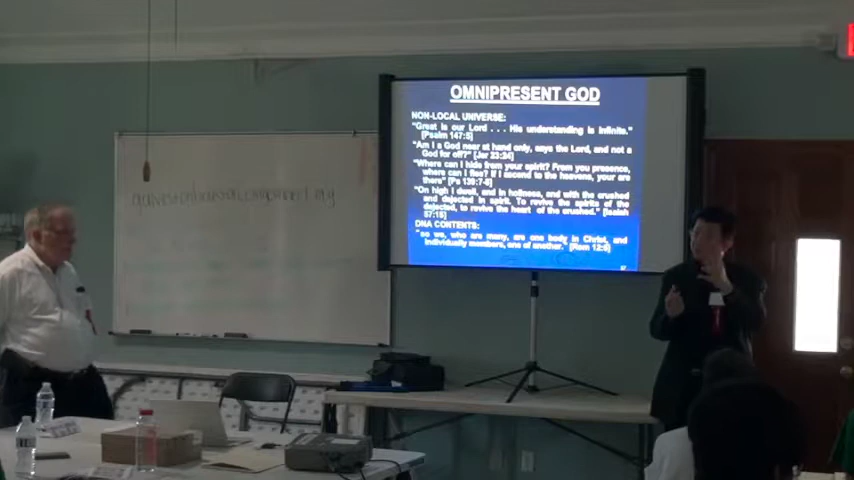 OMNIPRESENT GOD
NON-LOCAL UNIVERSE:
"Great is our Lord . . . His understanding is infinite."
[Psalm 147:5]
"Am I a God near at hand only, says the Lord, and not a
God far off?" [Jer 23:24]
"Where can I hide from your spirit? From you presence,
where can I flee? If I ascend to the heavens, your are
there" [Ps 139:7-8]
"On high I dwell, and in holiness, and with the crushed
and dejected in spirit. To revive the spirits of the
dejected, to revive the heart of the crushed." [Isaiah
57:15]
DNA CONTENTS:
"so we, who are many, are one body in Christ, and
individually members, one of another." [Rom 12:5]